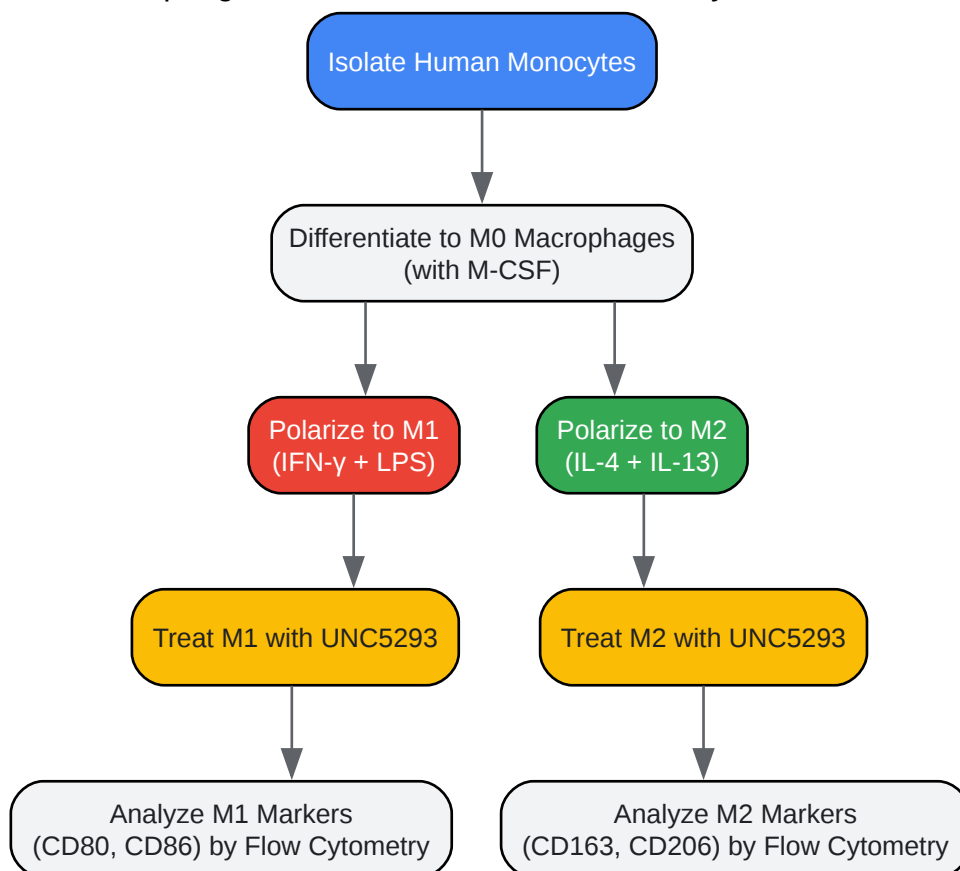 Isolate Human Monocytes
Differentiate to M0 Macrophages
(with M-CSF)
Polarize to M1
(IFN-γ + LPS)
Polarize to M2
(IL-4 + IL-13)
Treat M1 with UNC5293
Treat M2 with UNC5293
Analyze M1 Markers
(CD80, CD86) by Flow Cytometry
Analyze M2 Markers
(CD163, CD206) by Flow Cytometry